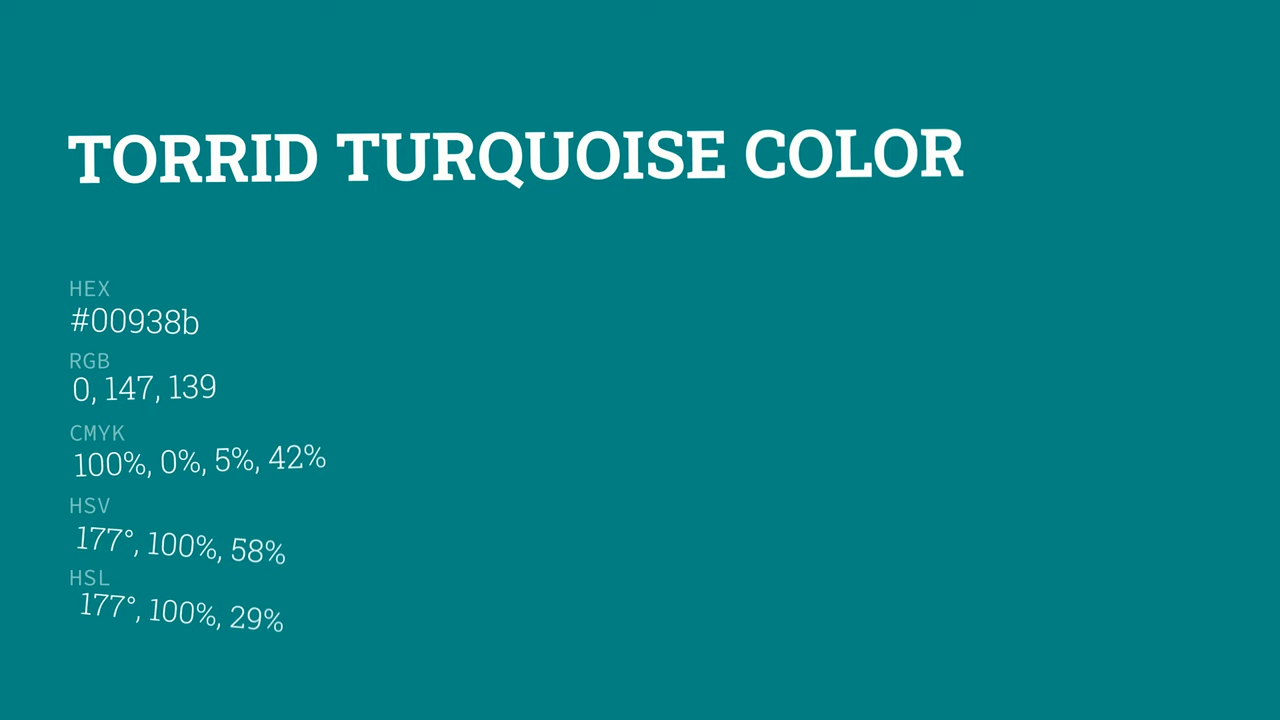 TORRID TURQUOISE COLOR
HEX
#00938b
RGB
0, 147, 139
CMYK
100%, 0%, 5%, 42%
HSV
177°, 100%, 58%
HSL
177°, 100%, 29%